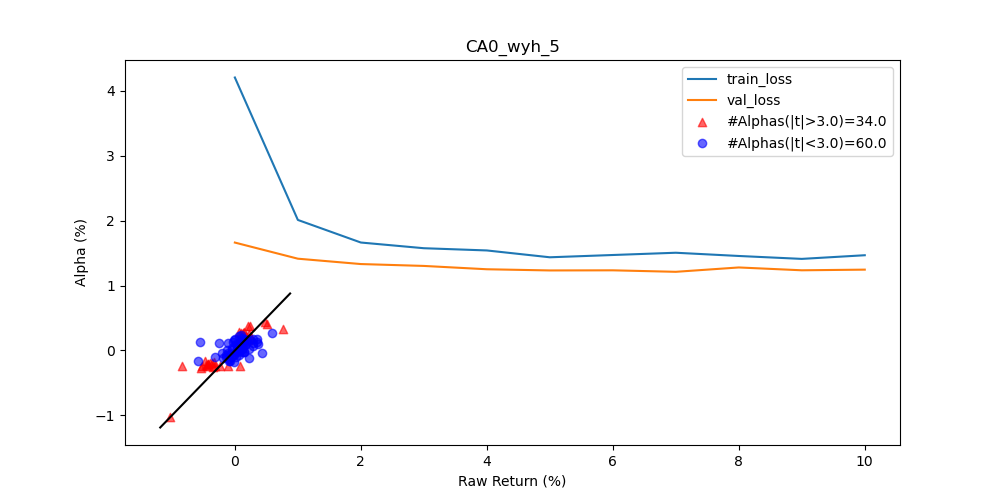 CA0_wyh_5
train_loss
val_loss
#Alphas(|t|>3.0)=34.0
#Alphas(|t|<3.0)=60.0
Alpha (%)
4
3
2
1
0
−1
0 2 4 6 8 10
Raw Return (%)